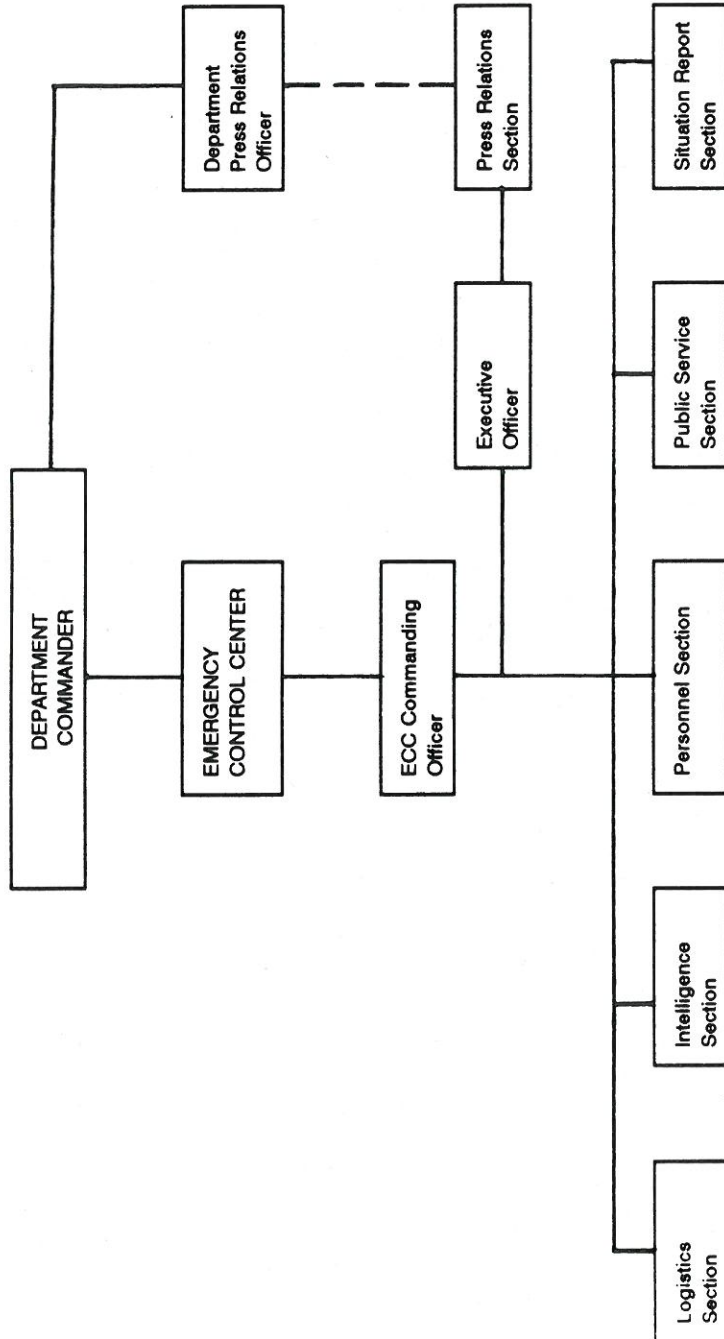 DEPARTMENT
COMMANDER
Department
Press Relations
Officer
EMERGENCY
CONTROL CENTER
ECC Commanding
Officer
Executive
Officer
Press Relations
Section
Logistics
Section
Intelligence
Section
Personnel Section
Public Service
Section
Situation Report
Section